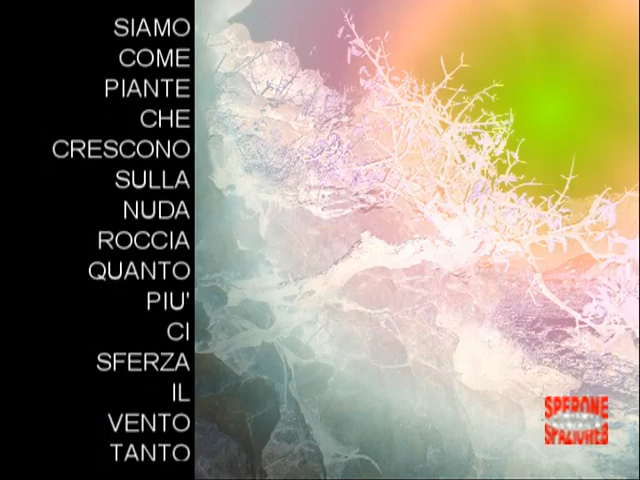 SIAMO
COME
PIANTE
CHE
CRESCONO
SULLA
NUDA
ROCCIA
QUANTO
PIU'
CI
SFERZA
IL
VENTO
TANTO
SPERONE